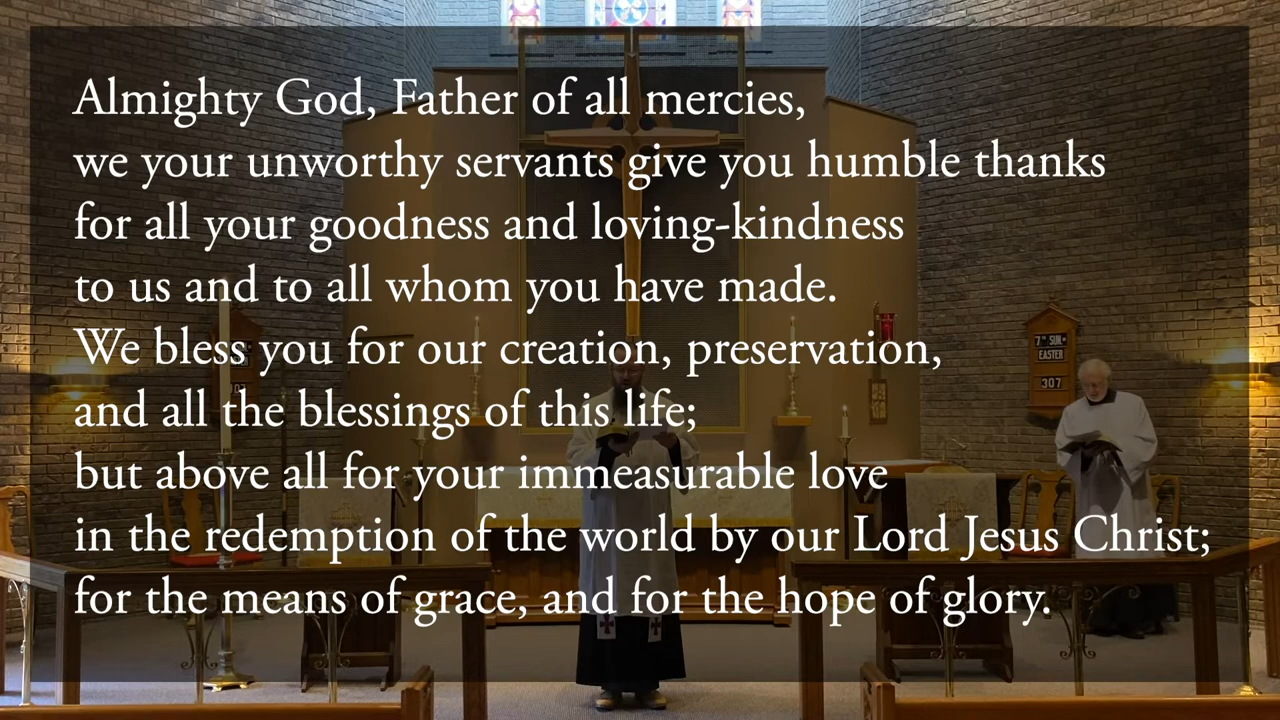 Almighty God, Father of all mercies,
we your unworthy servants give you humble thanks
for all your goodness and loving-kindness
to us and to all whom you have made.
We bless you for our creation, preservation,
and all the blessings of this life;
but above all for your immeasurable love
in the redemption of the world by our Lord Jesus Christ;
for the means of grace, and for the hope of glory.
7TH SUN.
EASTER
307